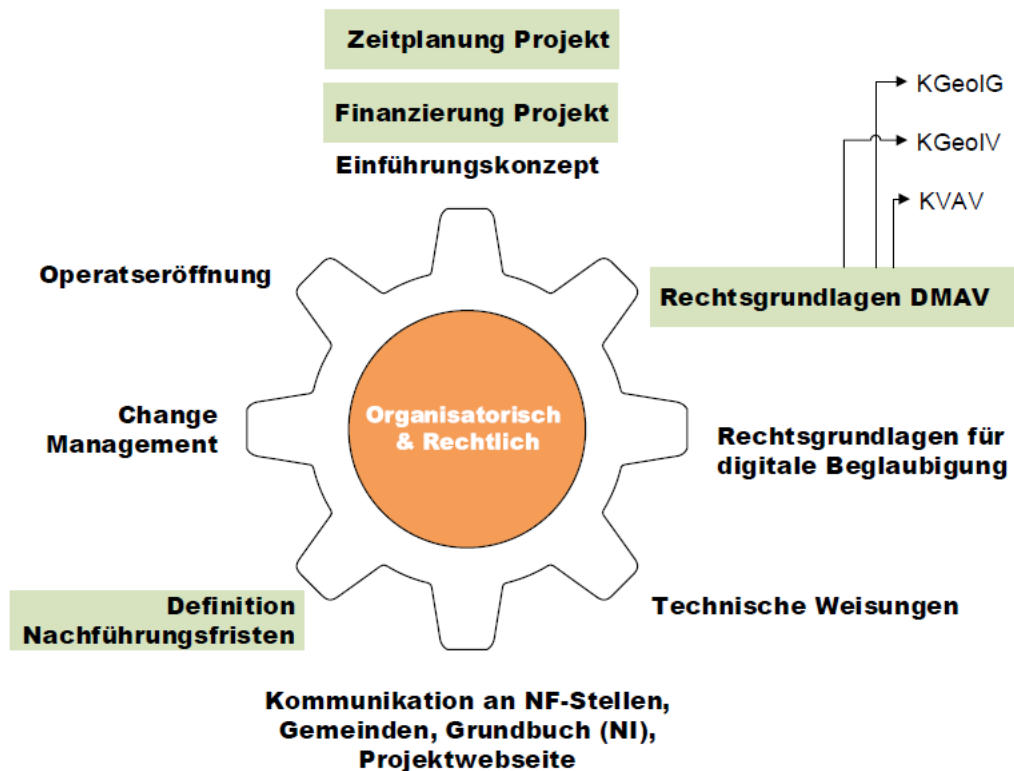 Zeitplanung Projekt
Finanzierung Projekt
Einführungskonzept
KGeoIG
KGeoIV
KVAV
Operatseröffnung
Rechtsgrundlagen DMAV
Change
Management
Organisatorisch
& Rechtlich
Rechtsgrundlagen für
digitale Beglaubigung
Definition
Nachführungsfristen
Technische Weisungen
Kommunikation an NF-Stellen,
Gemeinden, Grundbuch (NI),
Projektwebseite